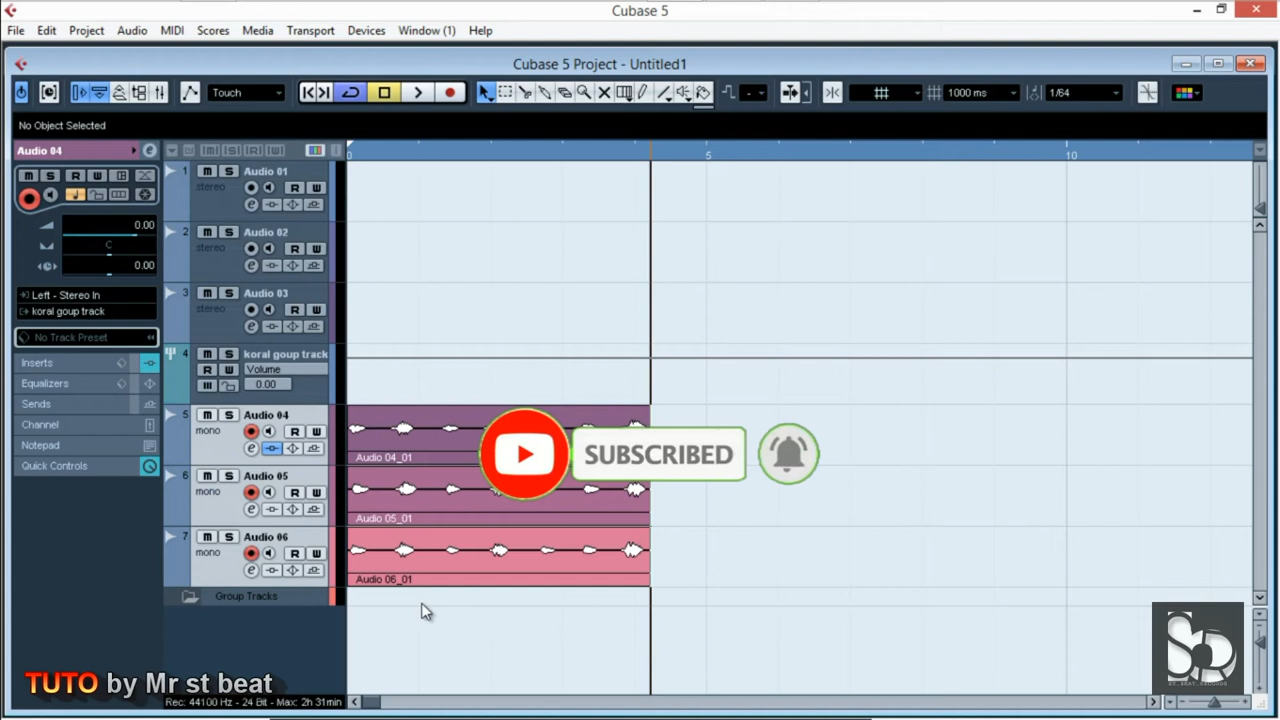 Cubase 5
File Edit Project Audio MIDI Scores Media Transport Devices Window (1) Help
Cubase 5 Project - Untitled1
Touch 1000 ms 1/64
No Object Selected
Audio 04
0 5 10
1 M S Audio 01
stereo R W
2 M S Audio 02
stereo R W
3 M S Audio 03
stereo R W
4 M S koral goup track
R W Volume
0.00
5 M S Audio 04
mono R W
Audio 04_01
6 M S Audio 05
mono R W
Audio 05_01
7 M S Audio 06
mono R W
Audio 06_01
Group Tracks
M S R W
0.00
C
0.00
Left - Stereo In
koral goup track
No Track Preset
Inserts
Equalizers
Sends
Channel
Notepad
Quick Controls
SUBSCRIBED
TUTO by Mr st beat
Rec: 44100 Hz - 24 Bit - Max: 2h 31min
ST. BEAT RECORDS